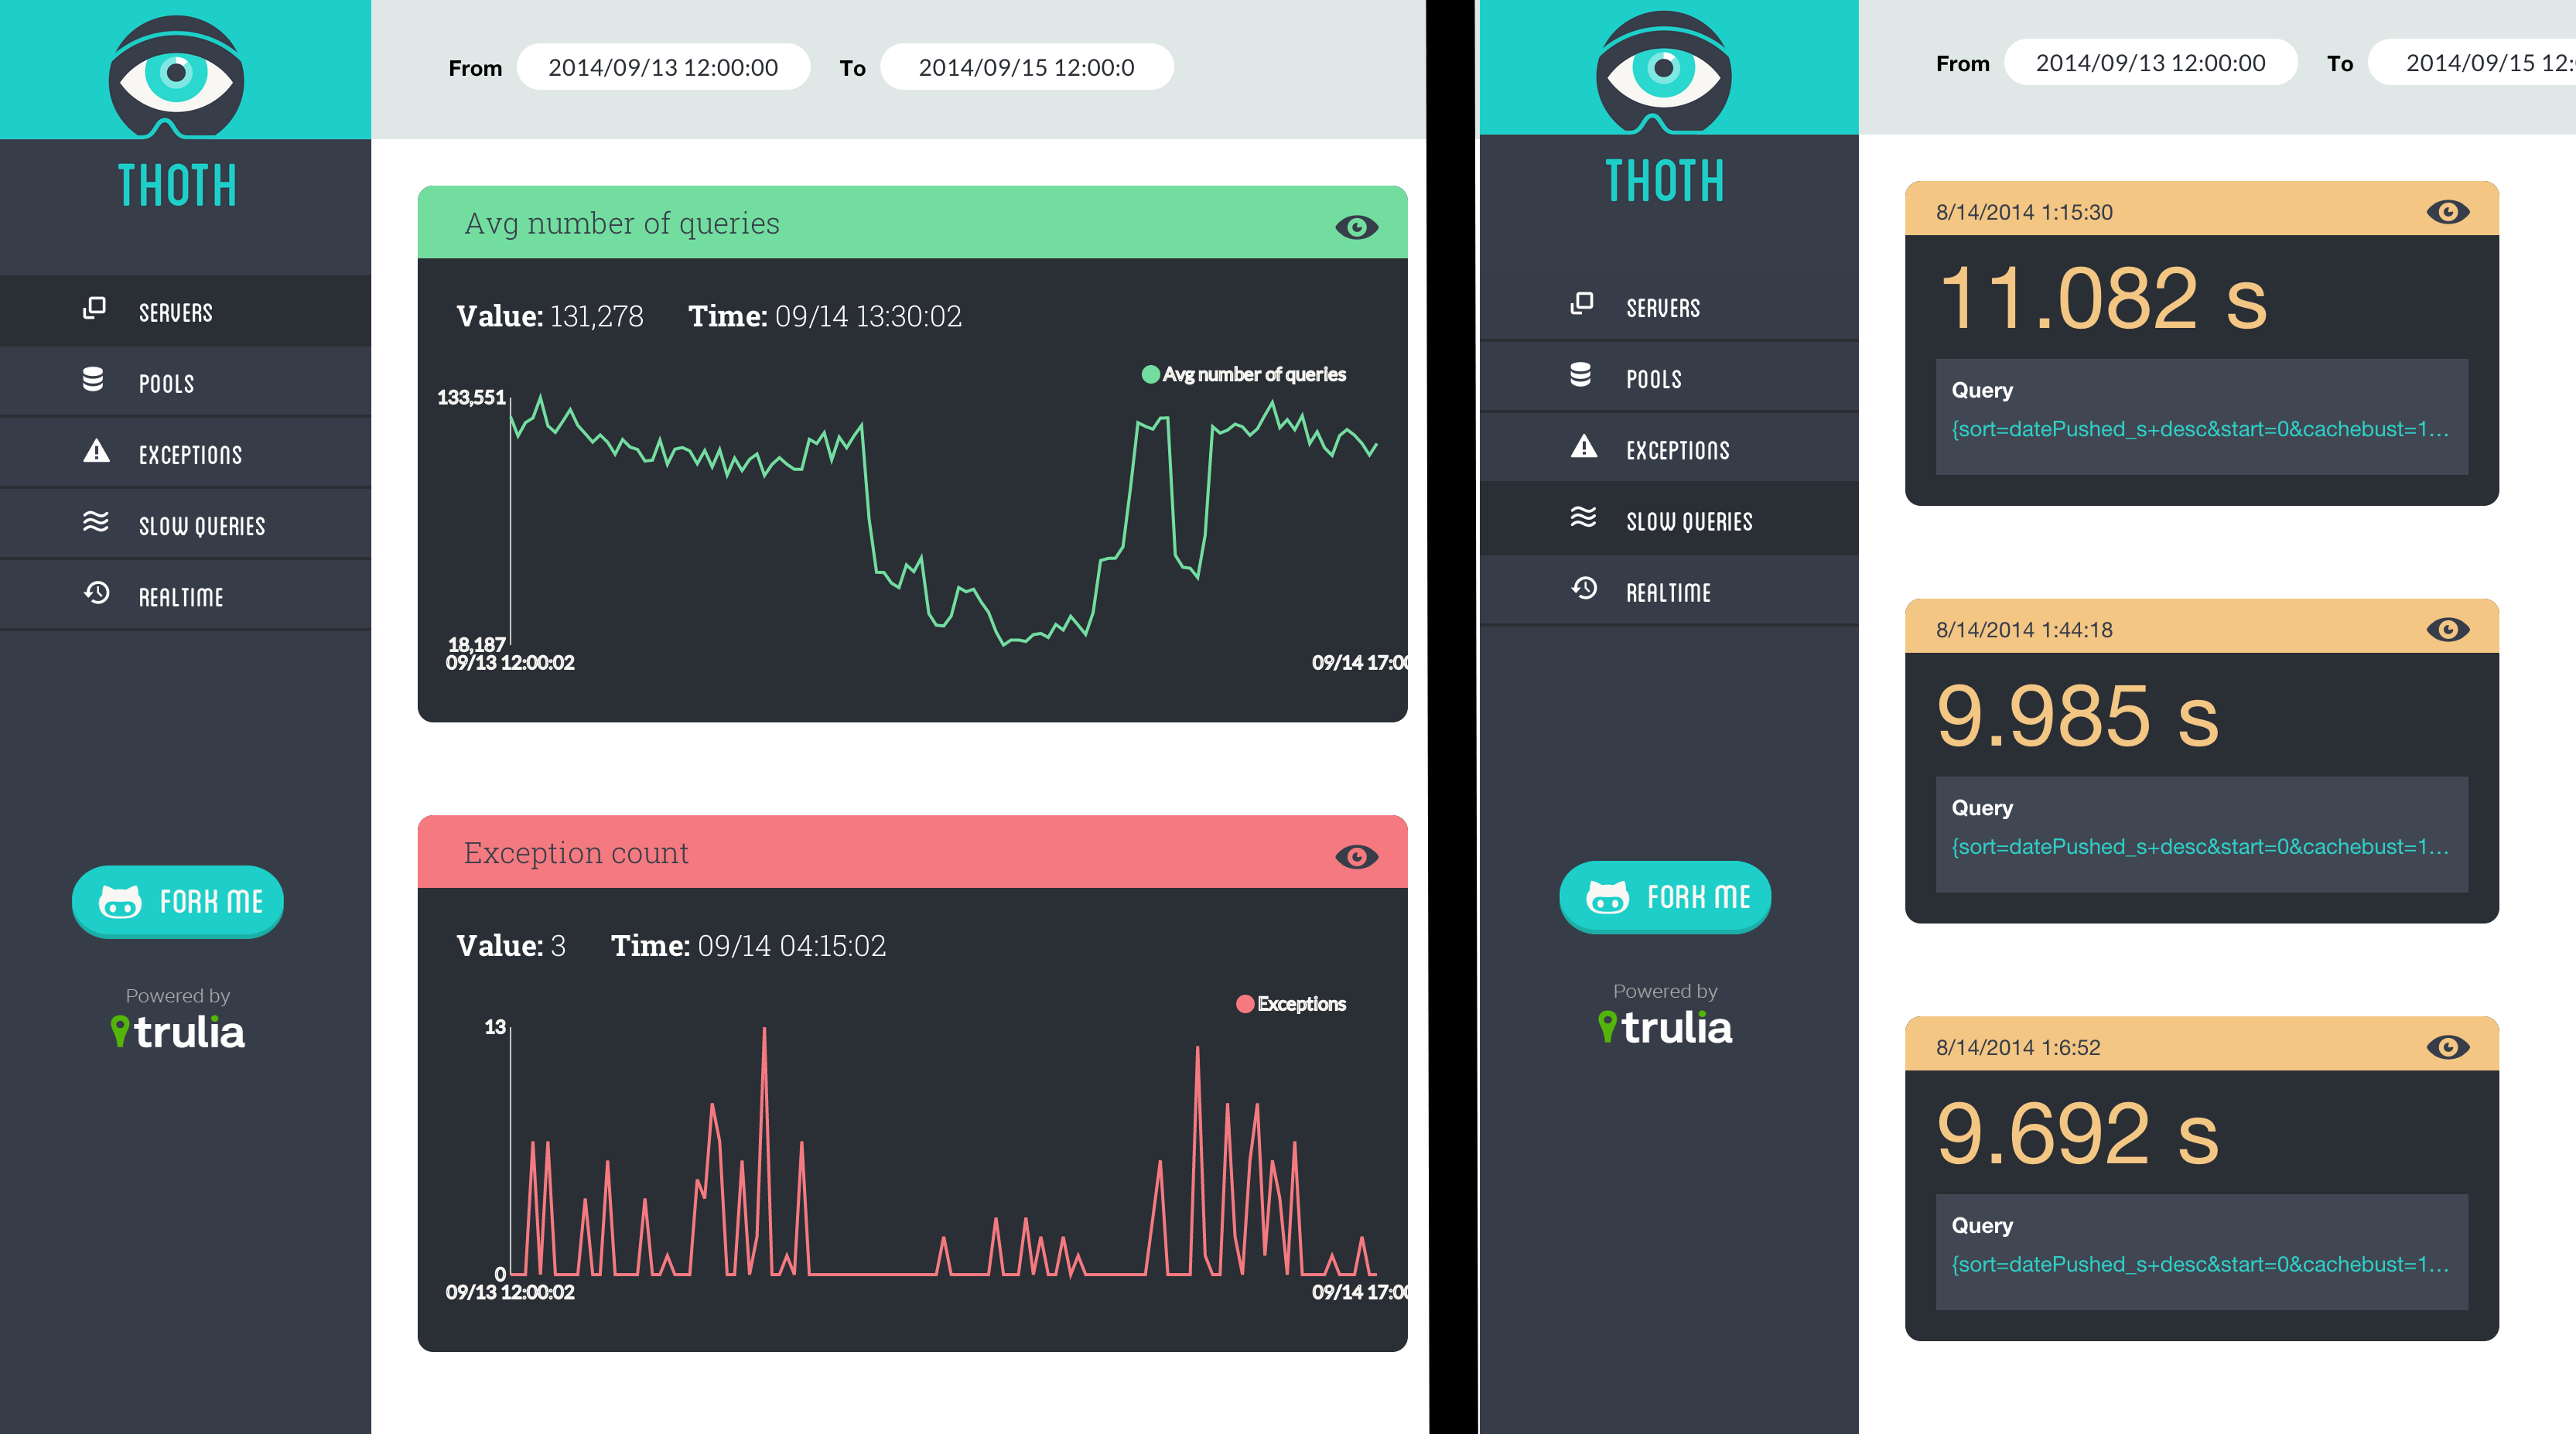 From 2014/09/13 12:00:00 To 2014/09/15 12:00:0
THOTH
SERVERS
POOLS
EXCEPTIONS
SLOW QUERIES
REALTIME
FORK ME
Powered by
trulia
Avg number of queries
Value: 131,278 Time: 09/14 13:30:02
Avg number of queries
133,551
18,187
09/13 12:00:02 09/14 17:00
Exception count
Value: 3 Time: 09/14 04:15:02
Exceptions
13
0
09/13 12:00:02 09/14 17:00
From 2014/09/13 12:00:00 To 2014/09/15 12:
THOTH
SERVERS
POOLS
EXCEPTIONS
SLOW QUERIES
REALTIME
FORK ME
Powered by
trulia
8/14/2014 1:15:30
11.082 s
Query
{sort=datePushed_s+desc&start=0&cachebust=1...
8/14/2014 1:44:18
9.985 s
Query
{sort=datePushed_s+desc&start=0&cachebust=1...
8/14/2014 1:6:52
9.692 s
Query
{sort=datePushed_s+desc&start=0&cachebust=1...